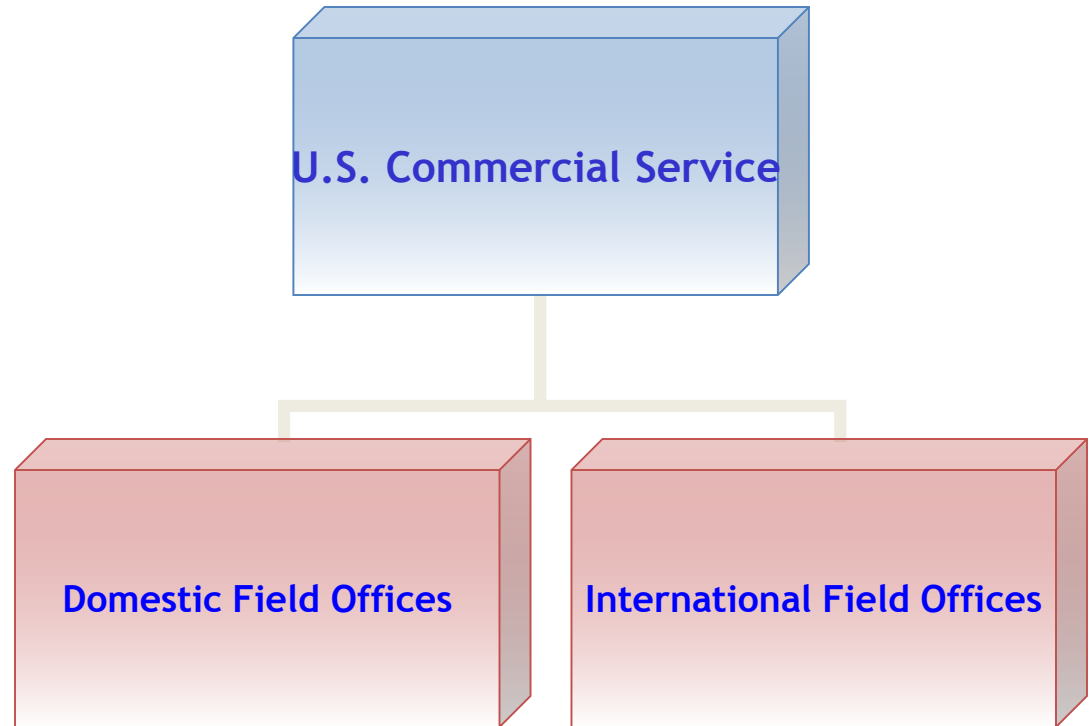 U.S. Commercial Service
Domestic Field Offices
International Field Offices